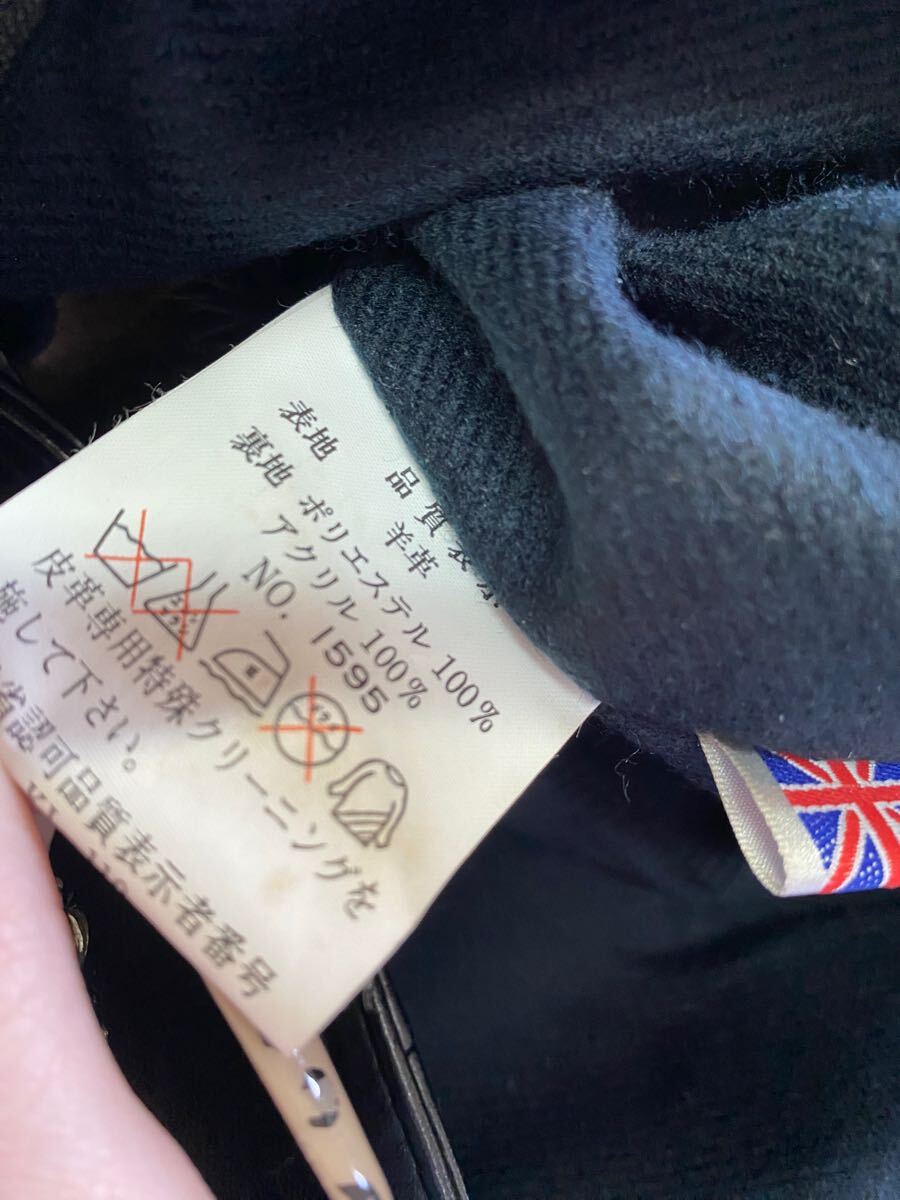 品質表示
表地 羊革
裏地 ポリエステル 100%
アクリル 100%
NO. 1595
皮革専用特殊クリーニングを
施して下さい。
省認可品質表示者番号